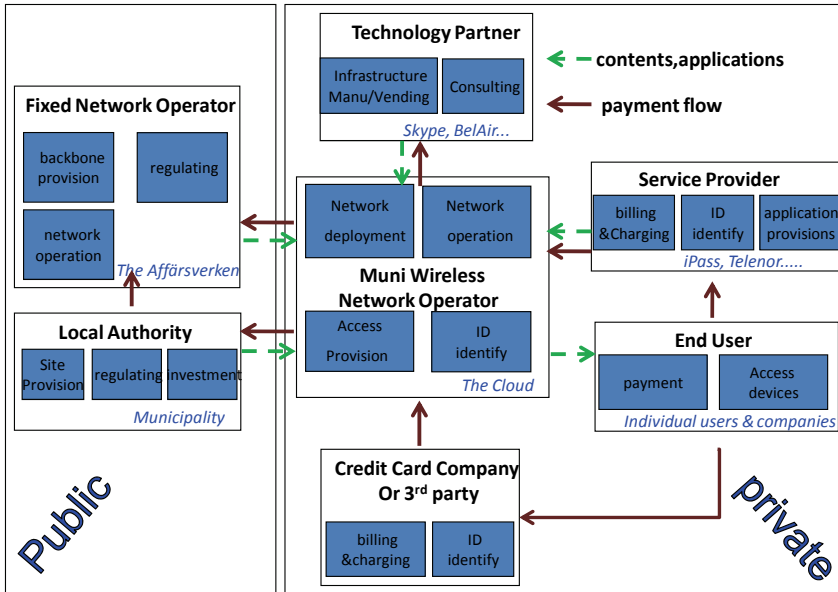 Technology Partner
Infrastructure
Manu/Vending
Consulting
Skype, BelAir...
contents,applications
payment flow
Fixed Network Operator
backbone
provision
regulating
network
operation
The Affärsverken
Network
deployment
Network
operation
Muni Wireless
Network Operator
Access
Provision
ID
identify
The Cloud
Service Provider
billing
&Charging
ID
identify
application
provisions
iPass, Telenor.....
Local Authority
Site
Provision
regulating
investment
Municipality
End User
payment
Access
devices
Individual users & companies
Credit Card Company
Or 3rd party
billing
&charging
ID
identify
Public
private